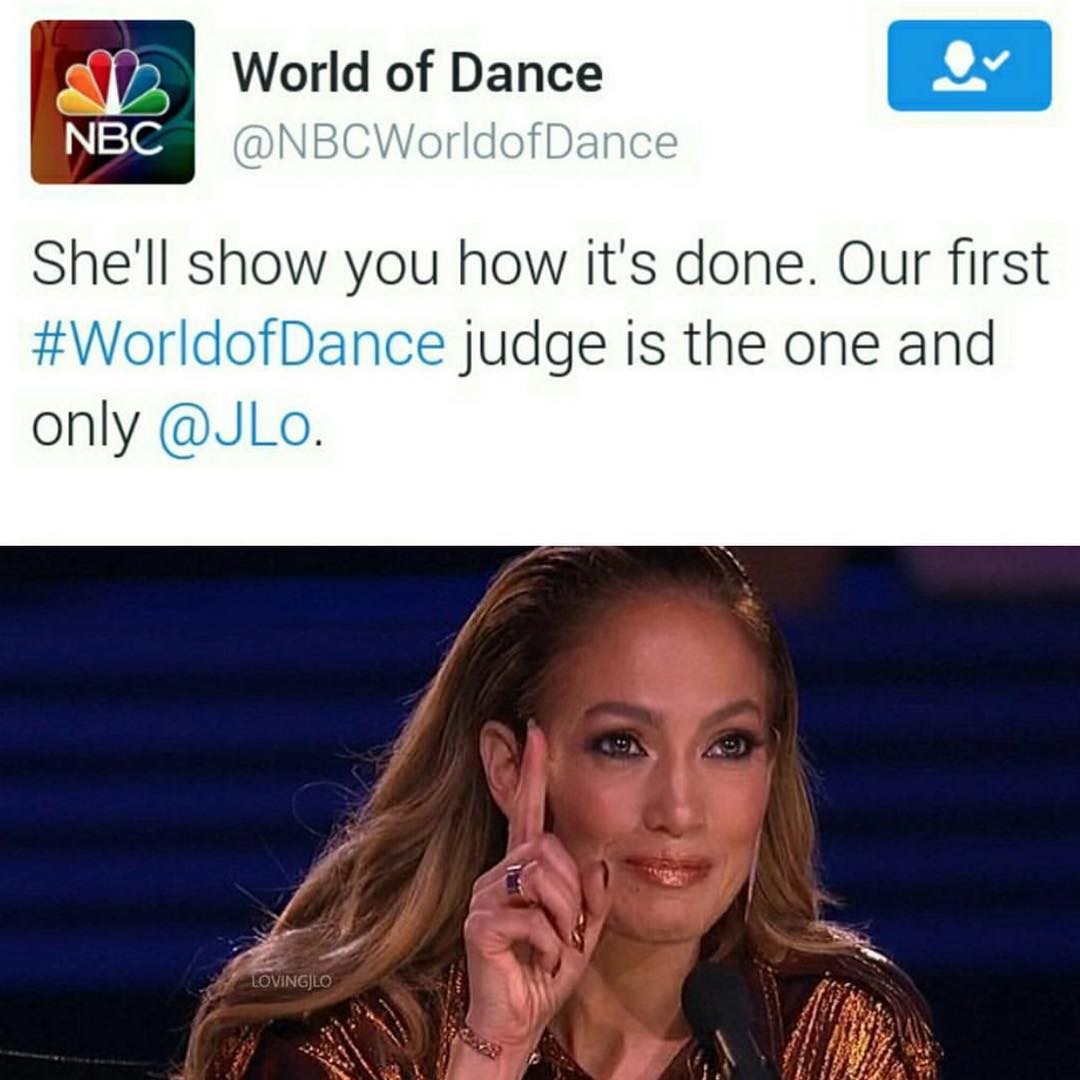 NBC
World of Dance
@NBCWorldofDance
She'll show you how it's done. Our first
#WorldofDance judge is the one and
only @JLo.
LOVINGJLO